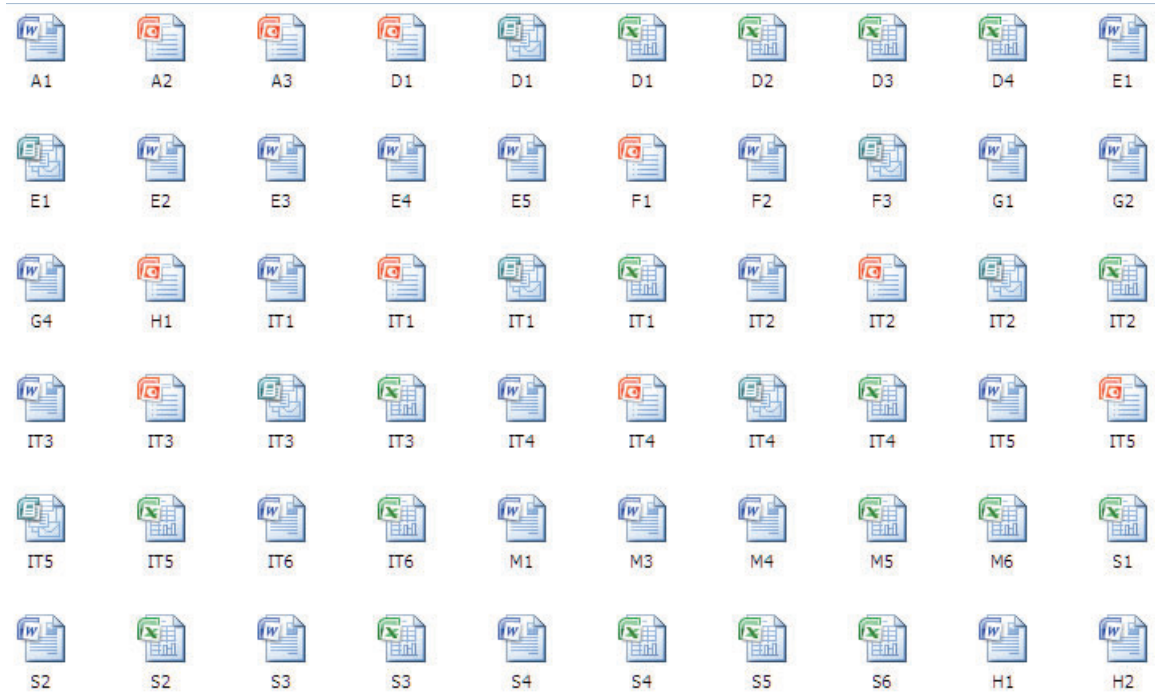 A1 A2 A3 D1 D1 D1 D2 D3 D4 E1
E1 E2 E3 E4 E5 F1 F2 F3 G1 G2
G4 H1 IT1 IT1 IT1 IT1 IT2 IT2 IT2 IT2
IT3 IT3 IT3 IT3 IT4 IT4 IT4 IT4 IT5 IT5
IT5 IT5 IT6 IT6 M1 M3 M4 M5 M6 S1
S2 S2 S3 S3 S4 S4 S5 S6 H1 H2